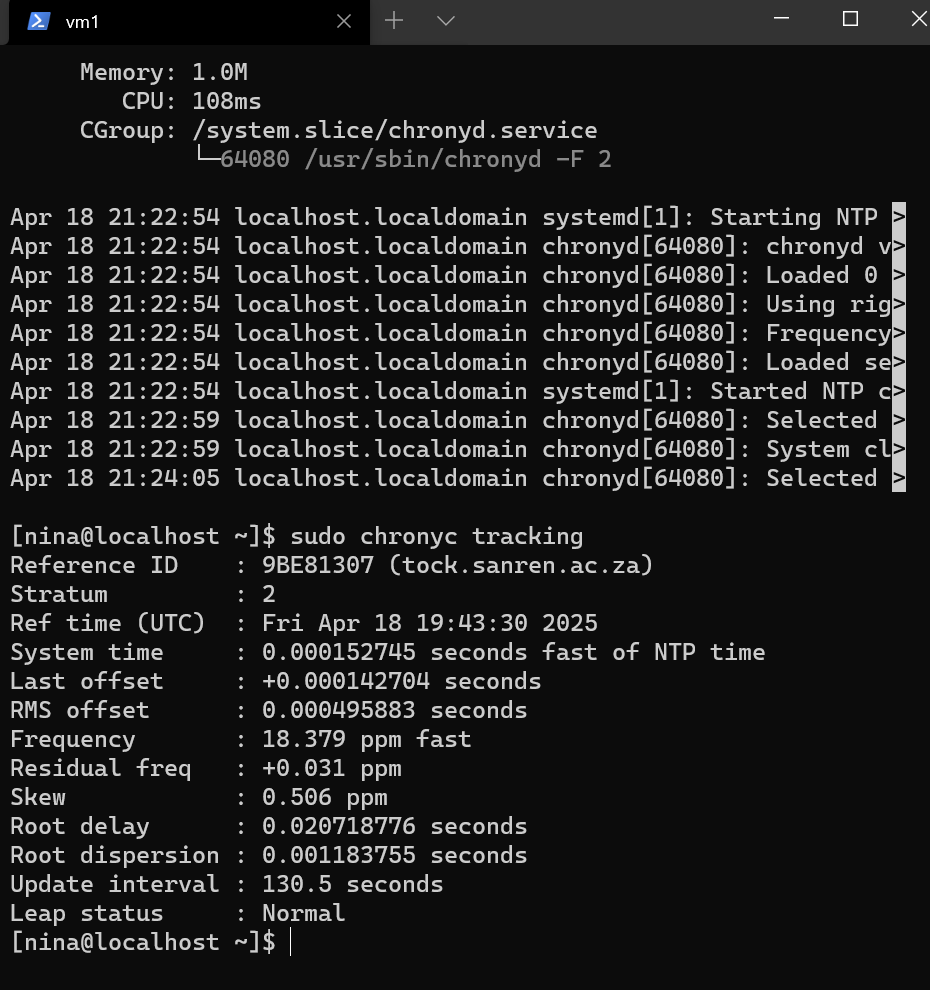 vm1
Memory: 1.0M
CPU: 108ms
CGroup: /system.slice/chronyd.service
└─64080 /usr/sbin/chronyd -F 2
Apr 18 21:22:54 localhost.localdomain systemd[1]: Starting NTP >
Apr 18 21:22:54 localhost.localdomain chronyd[64080]: chronyd v>
Apr 18 21:22:54 localhost.localdomain chronyd[64080]: Loaded 0 >
Apr 18 21:22:54 localhost.localdomain chronyd[64080]: Using rig>
Apr 18 21:22:54 localhost.localdomain chronyd[64080]: Frequency>
Apr 18 21:22:54 localhost.localdomain chronyd[64080]: Loaded se>
Apr 18 21:22:54 localhost.localdomain systemd[1]: Started NTP c>
Apr 18 21:22:59 localhost.localdomain chronyd[64080]: Selected >
Apr 18 21:22:59 localhost.localdomain chronyd[64080]: System cl>
Apr 18 21:24:05 localhost.localdomain chronyd[64080]: Selected >
[nina@localhost ~]$ sudo chronyc tracking
Reference ID    : 9BE81307 (tock.sanren.ac.za)
Stratum         : 2
Ref time (UTC)  : Fri Apr 18 19:43:30 2025
System time     : 0.000152745 seconds fast of NTP time
Last offset     : +0.000142704 seconds
RMS offset      : 0.000495883 seconds
Frequency       : 18.379 ppm fast
Residual freq   : +0.031 ppm
Skew            : 0.506 ppm
Root delay      : 0.020718776 seconds
Root dispersion : 0.001183755 seconds
Update interval : 130.5 seconds
Leap status     : Normal
[nina@localhost ~]$